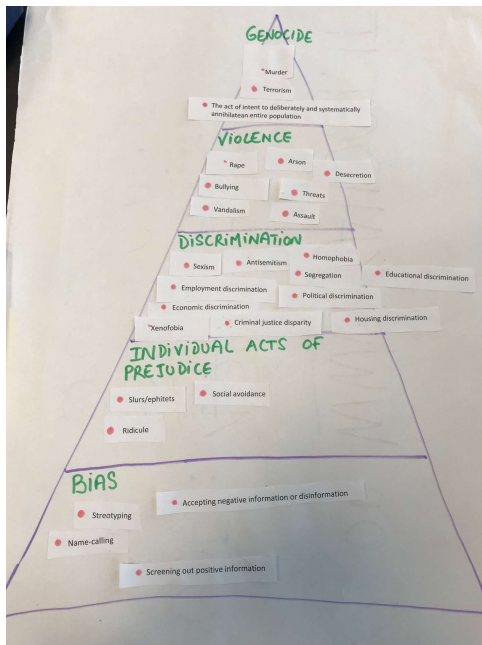 GENOCIDE
Murder
Terrorism
The act of intent to deliberately and systematically
annihilatean entire population
VIOLENCE
Rape
Arson
Desecretion
Bullying
Threats
Vandalism
Assault
DISCRIMINATION
Sexism
Antisemitism
Homophobia
Segregation
Educational discrimination
Employment discrimination
Political discrimination
Economic discrimination
Xenofobia
Criminal justice disparity
Housing discrimination
INDIVIDUAL ACTS OF
PREJUDICE
Slurs/ephitets
Social avoidance
Ridicule
BIAS
Streotyping
Accepting negative information or disinformation
Name-calling
Screening out positive information